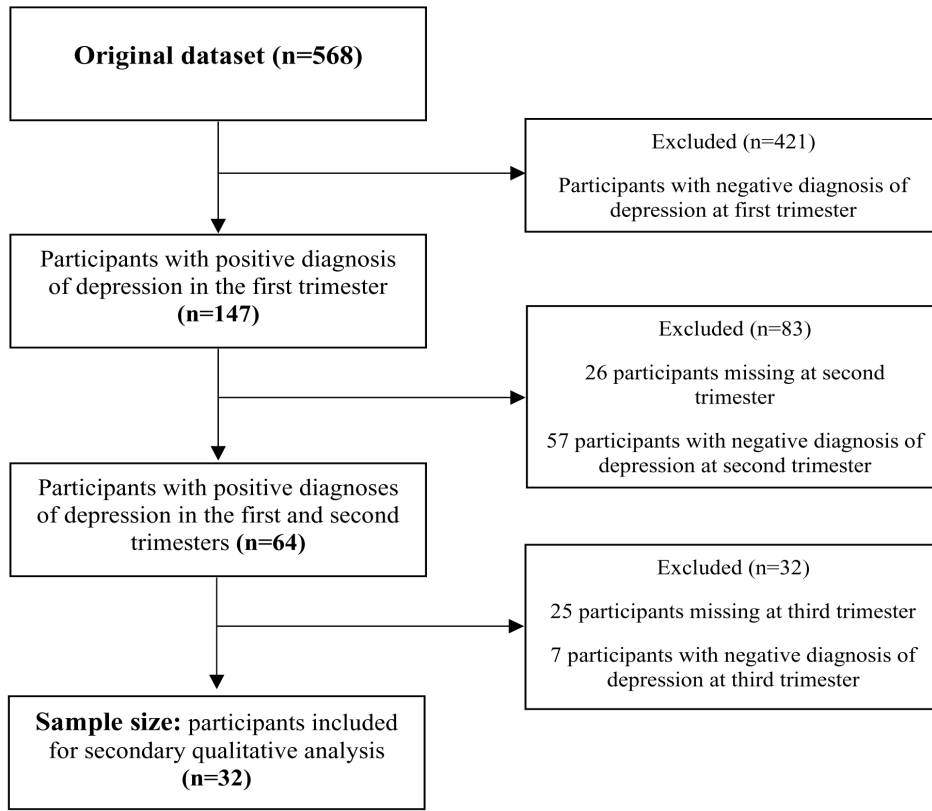 Original dataset (n=568)
Excluded (n=421)
Participants with negative diagnosis of
depression at first trimester
Participants with positive diagnosis
of depression in the first trimester
(n=147)
Excluded (n=83)
26 participants missing at second
trimester
57 participants with negative diagnosis of
depression at second trimester
Participants with positive diagnoses
of depression in the first and second
trimesters (n=64)
Excluded (n=32)
25 participants missing at third trimester
7 participants with negative diagnosis of
depression at third trimester
Sample size: participants included
for secondary qualitative analysis
(n=32)